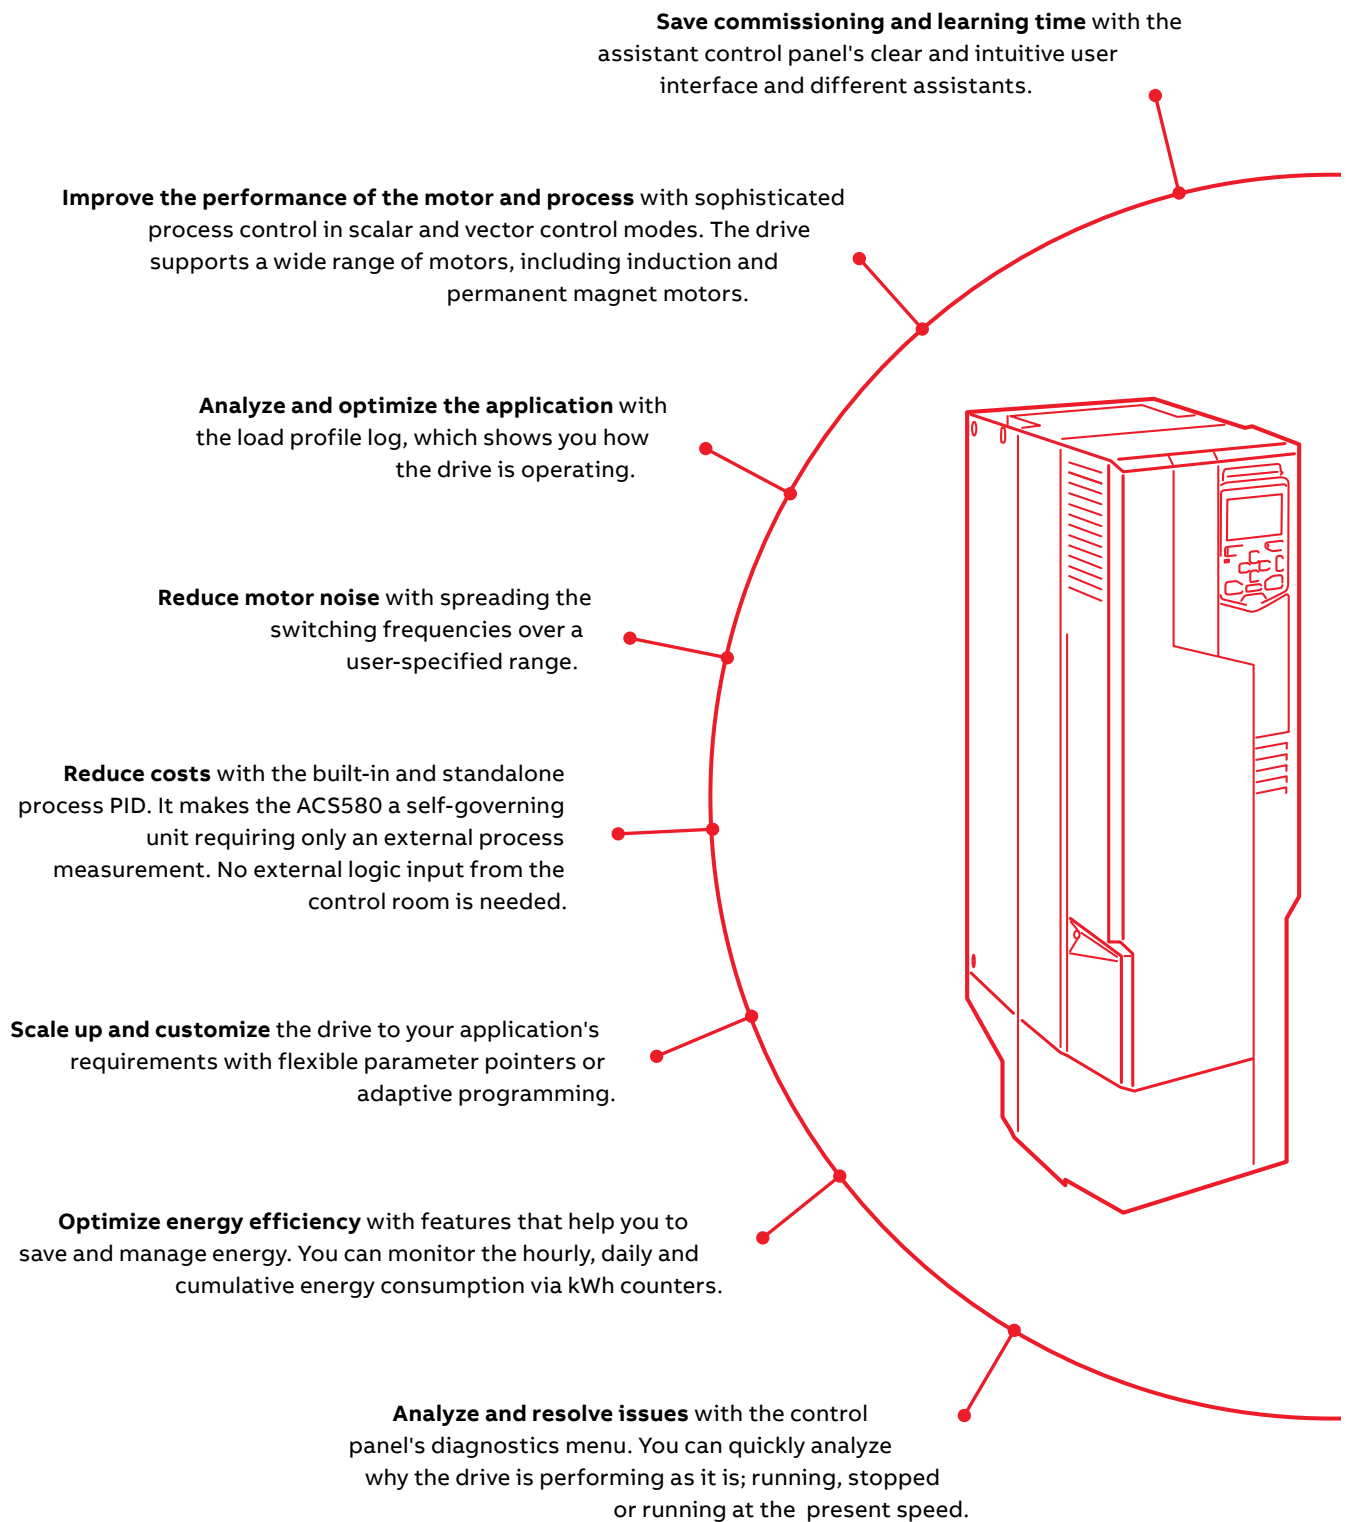 Save commissioning and learning time with the
assistant control panel's clear and intuitive user
interface and different assistants.
Improve the performance of the motor and process with sophisticated
process control in scalar and vector control modes. The drive
supports a wide range of motors, including induction and
permanent magnet motors.
Analyze and optimize the application with
the load profile log, which shows you how
the drive is operating.
Reduce motor noise with spreading the
switching frequencies over a
user-specified range.
Reduce costs with the built-in and standalone
process PID. It makes the ACS580 a self-governing
unit requiring only an external process
measurement. No external logic input from the
control room is needed.
Scale up and customize the drive to your application's
requirements with flexible parameter pointers or
adaptive programming.
Optimize energy efficiency with features that help you to
save and manage energy. You can monitor the hourly, daily and
cumulative energy consumption via kWh counters.
Analyze and resolve issues with the control
panel's diagnostics menu. You can quickly analyze
why the drive is performing as it is; running, stopped
or running at the present speed.